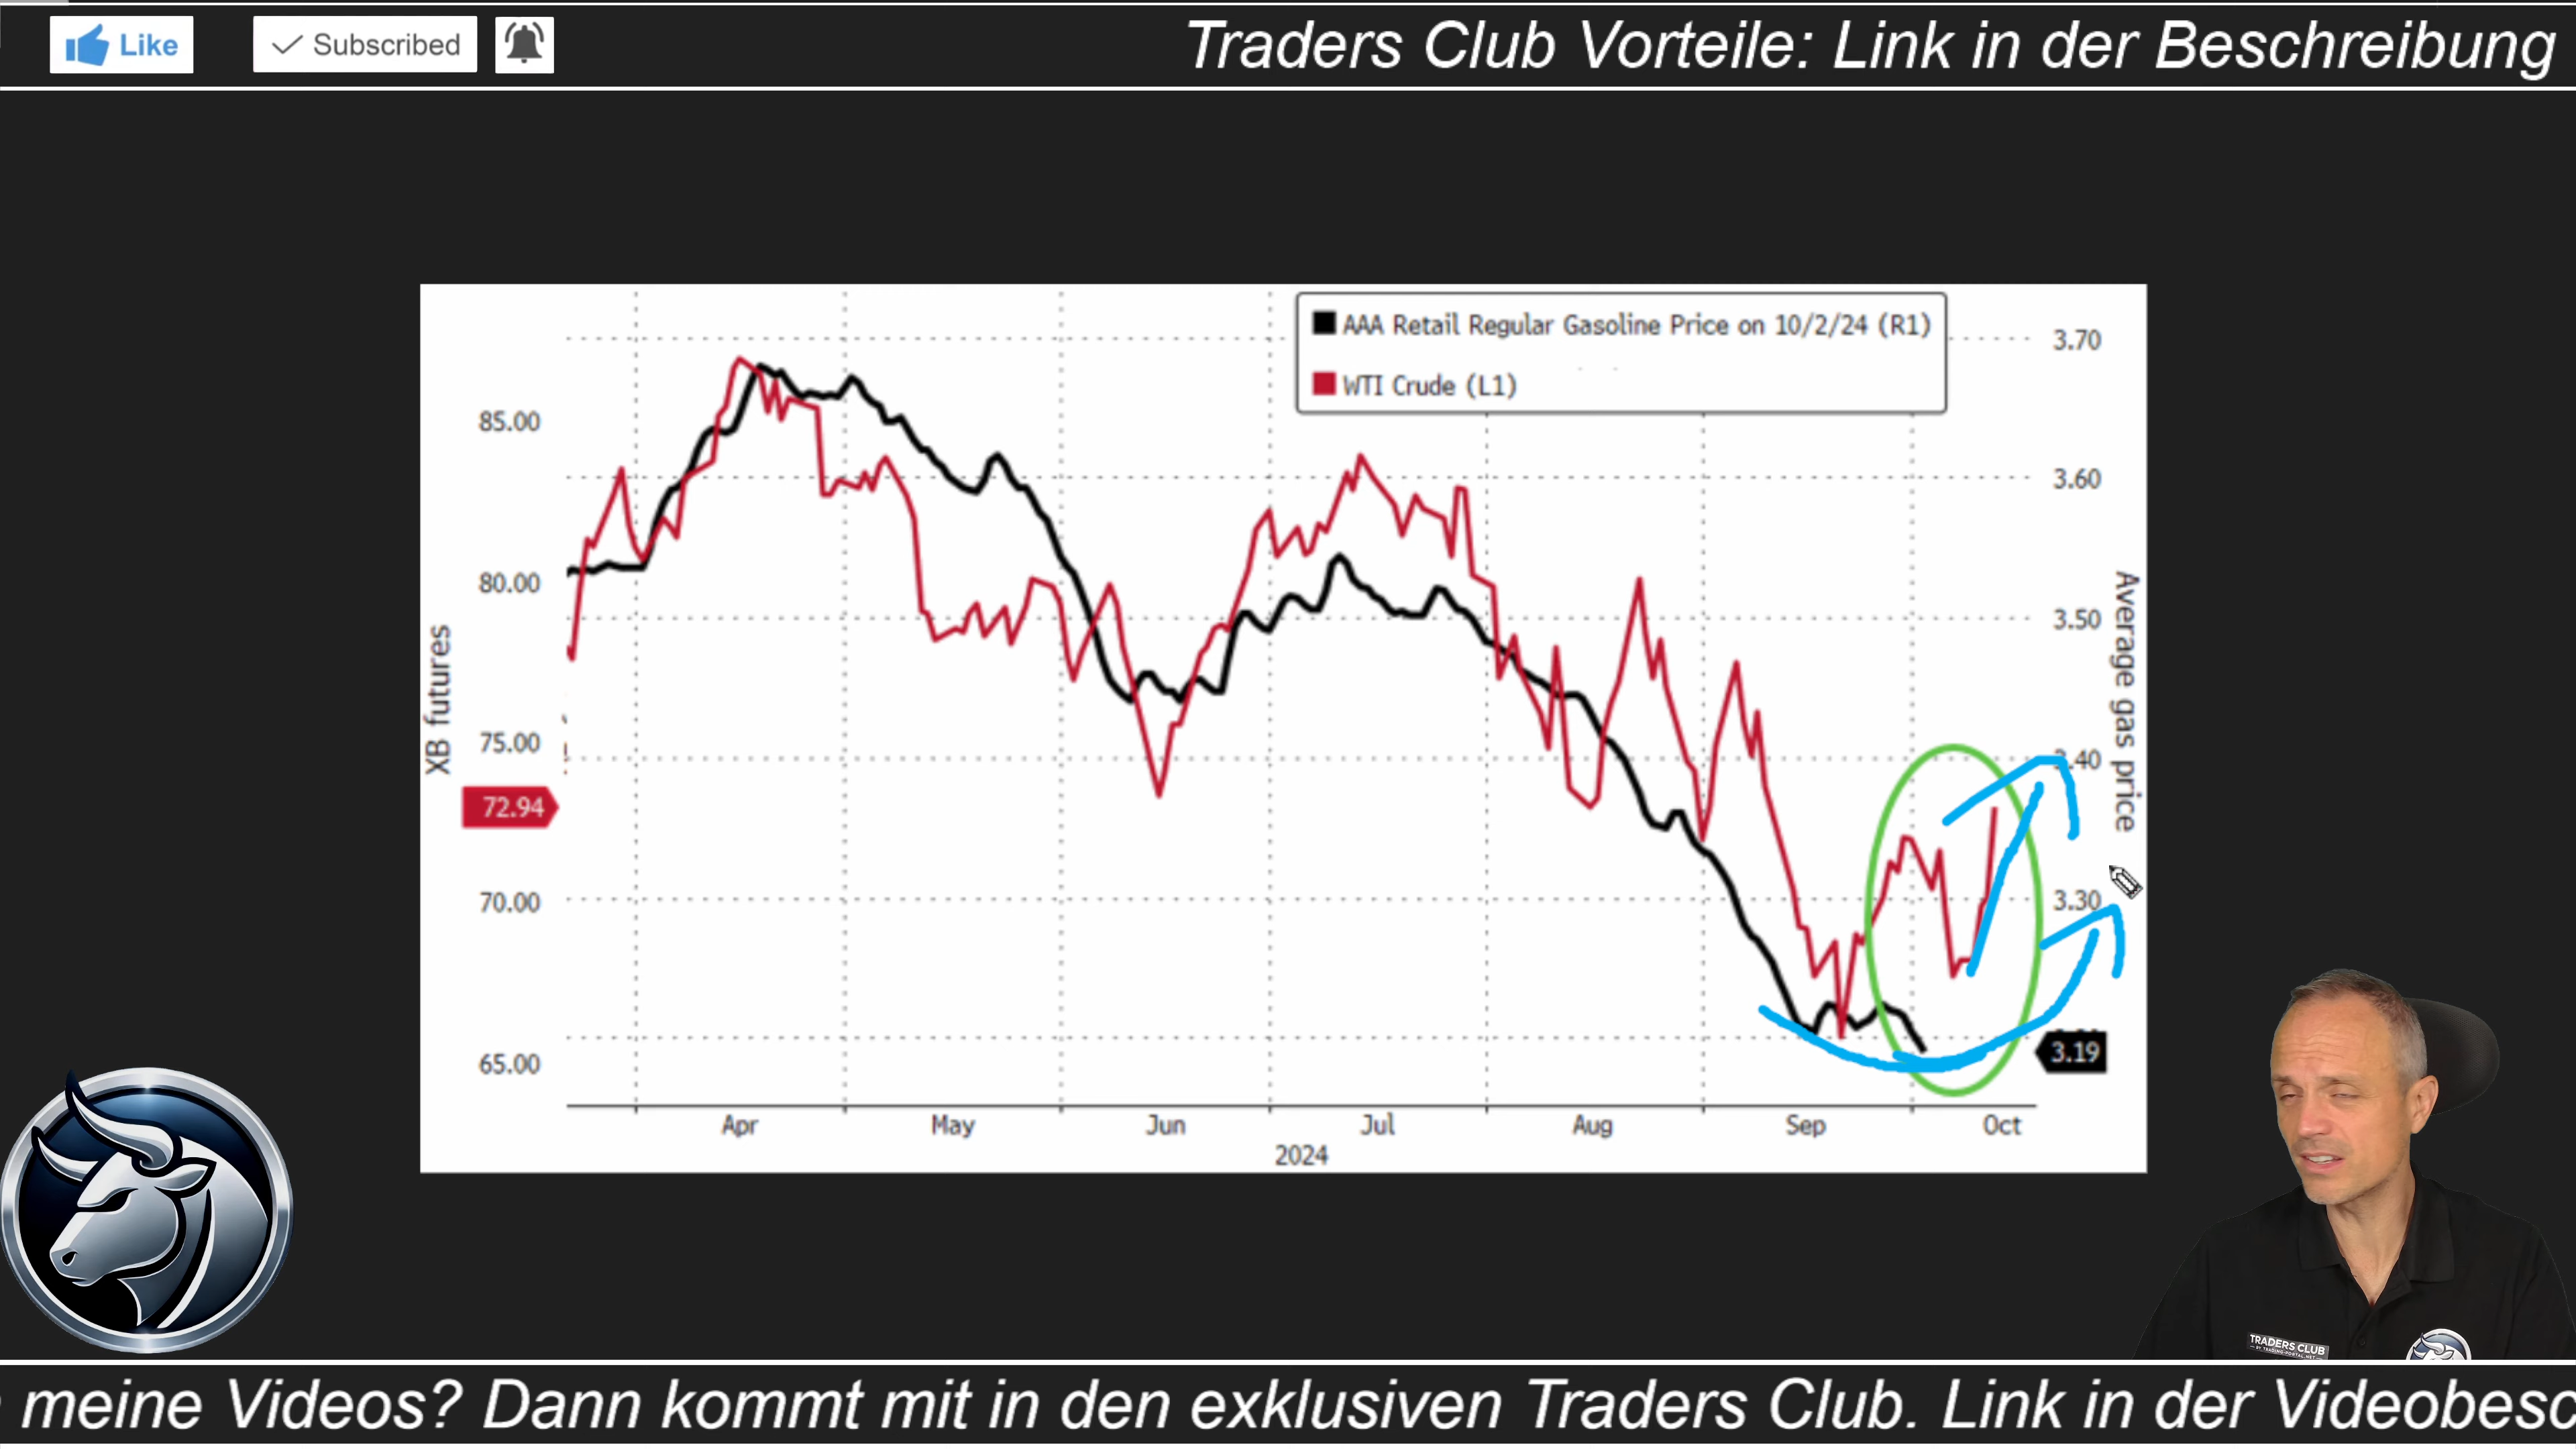 Like
Subscribed
Traders Club Vorteile: Link in der Beschreibung
AAA Retail Regular Gasoline Price on 10/2/24 (R1)
WTI Crude (L1)
85.00
80.00
75.00
72.94
70.00
65.00
XB futures
3.70
3.60
3.50
3.40
3.30
3.19
Average gas price
Apr May Jun Jul Aug Sep Oct
2024
TRADERS CLUB
meine Videos? Dann kommt mit in den exklusiven Traders Club. Link in der Videobesc